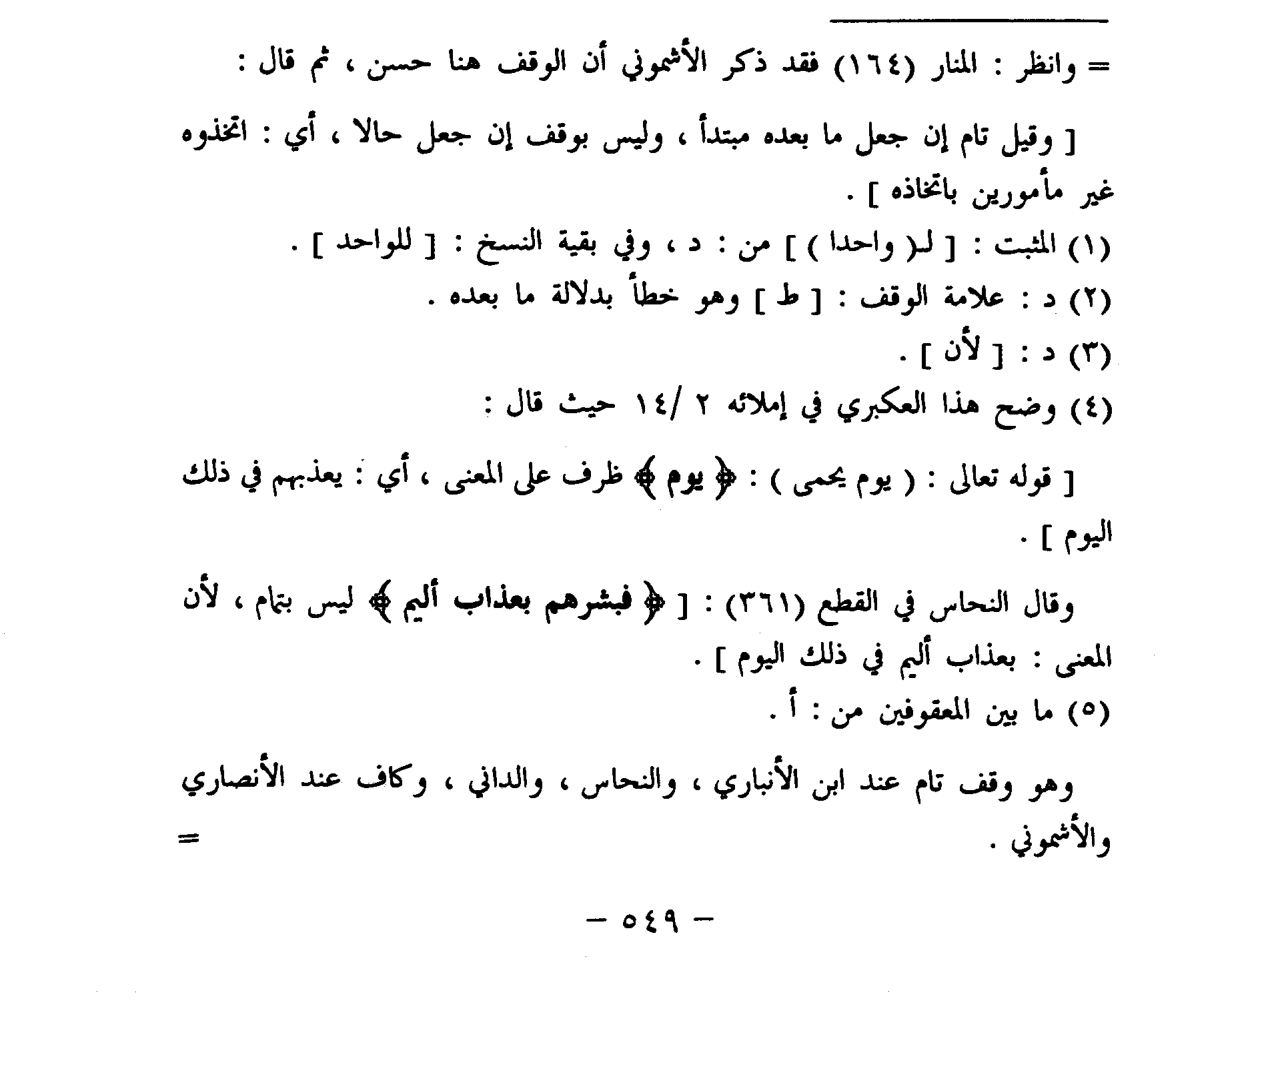 = وانظر : المنار (١٦٤) فقد ذكر الأشموني أن الوقف هنا حسن ، ثم قال :
[ وقيل تام إن جعل ما بعده مبتدأ ، وليس بوقف إن جعل حالا ، أي : اتخذوه
غير مأمورين باتخاذه ] .
(١) المثبت : [ لـ( واحدا ) ] من : د ، وفي بقية النسخ : [ للواحد ] .
(٢) د : علامة الوقف : [ ط ] وهو خطأ بدلالة ما بعده .
(٣) د : [ لأن ] .
(٤) وضح هذا العكبري في إملائه ٢ /١٤ حيث قال :
[ قوله تعالى : ( يوم يحمى ) : ﴿ يوم ﴾ ظرف على المعنى ، أي : يعذبهم في ذلك
اليوم ] .
وقال النحاس في القطع (٣٦١) : [ ﴿ فبشرهم بعذاب أليم ﴾ ليس بتمام ، لأن
المعنى : بعذاب أليم في ذلك اليوم ] .
(٥) ما بين المعقوفين من : أ .
وهو وقف تام عند ابن الأنباري ، والنحاس ، والداني ، وكاف عند الأنصاري
والأشموني . =
– ٥٤٩ –